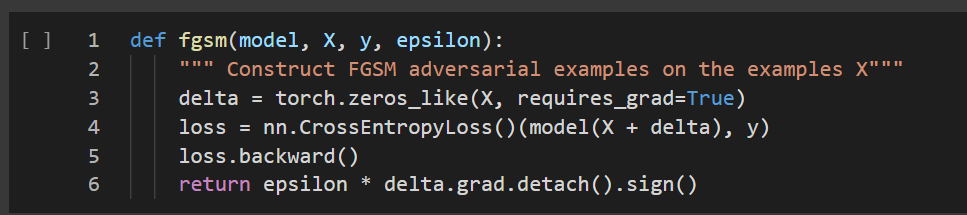 [ ] 1 def fgsm(model, X, y, epsilon):
2     """ Construct FGSM adversarial examples on the examples X"""
3     delta = torch.zeros_like(X, requires_grad=True)
4     loss = nn.CrossEntropyLoss()(model(X + delta), y)
5     loss.backward()
6     return epsilon * delta.grad.detach().sign()